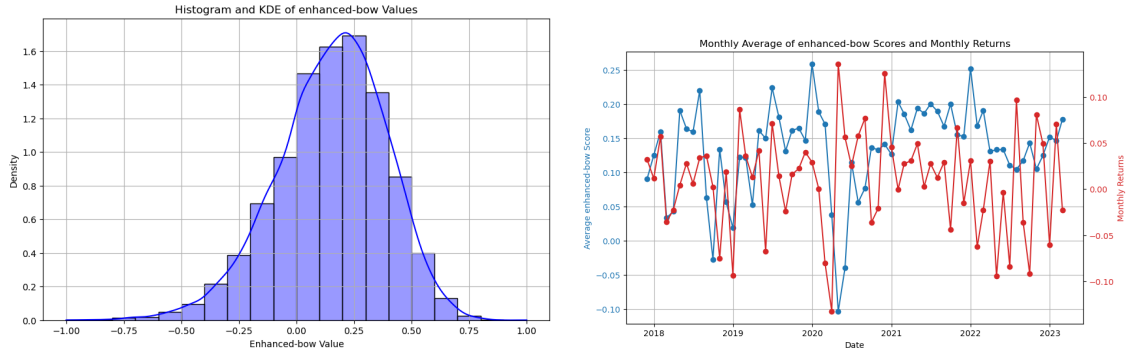 Histogram and KDE of enhanced-bow Values
1.6
1.4
1.2
1.0
0.8
0.6
0.4
0.2
0.0
Density
−1.00 −0.75 −0.50 −0.25 0.00 0.25 0.50 0.75 1.00
Enhanced-bow Value
Monthly Average of enhanced-bow Scores and Monthly Returns
0.25
0.20
0.15
0.10
0.05
0.00
−0.05
−0.10
Average enhanced-bow Score
0.10
0.05
0.00
−0.05
−0.10
Monthly Returns
2018 2019 2020 2021 2022 2023
Date